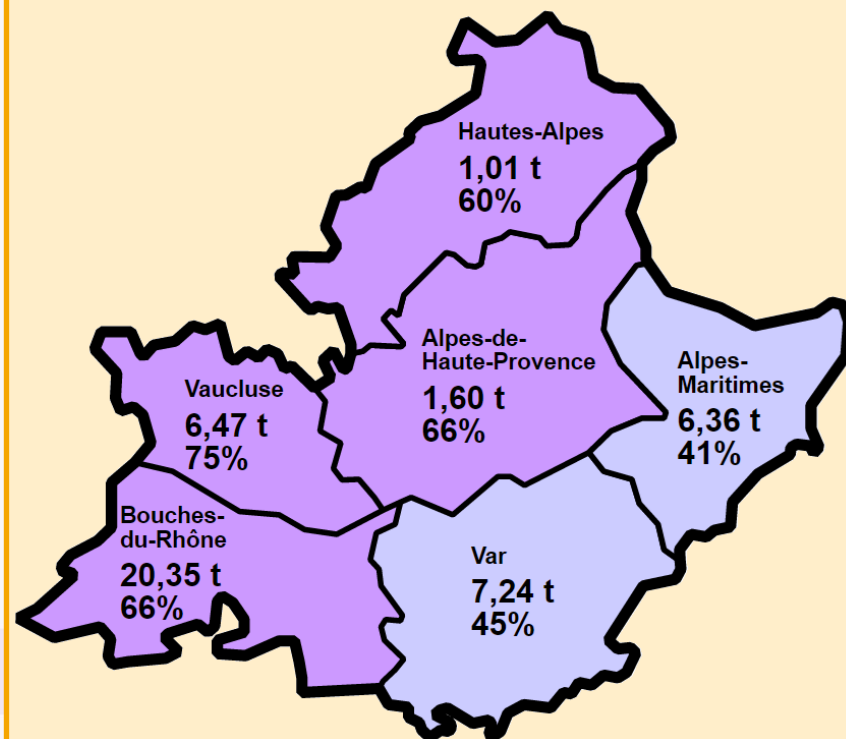 Hautes-Alpes
1,01 t
60%
Alpes-de-
Haute-Provence
1,60 t
66%
Alpes-
Maritimes
6,36 t
41%
Vaucluse
6,47 t
75%
Bouches-
du-Rhône
20,35 t
66%
Var
7,24 t
45%